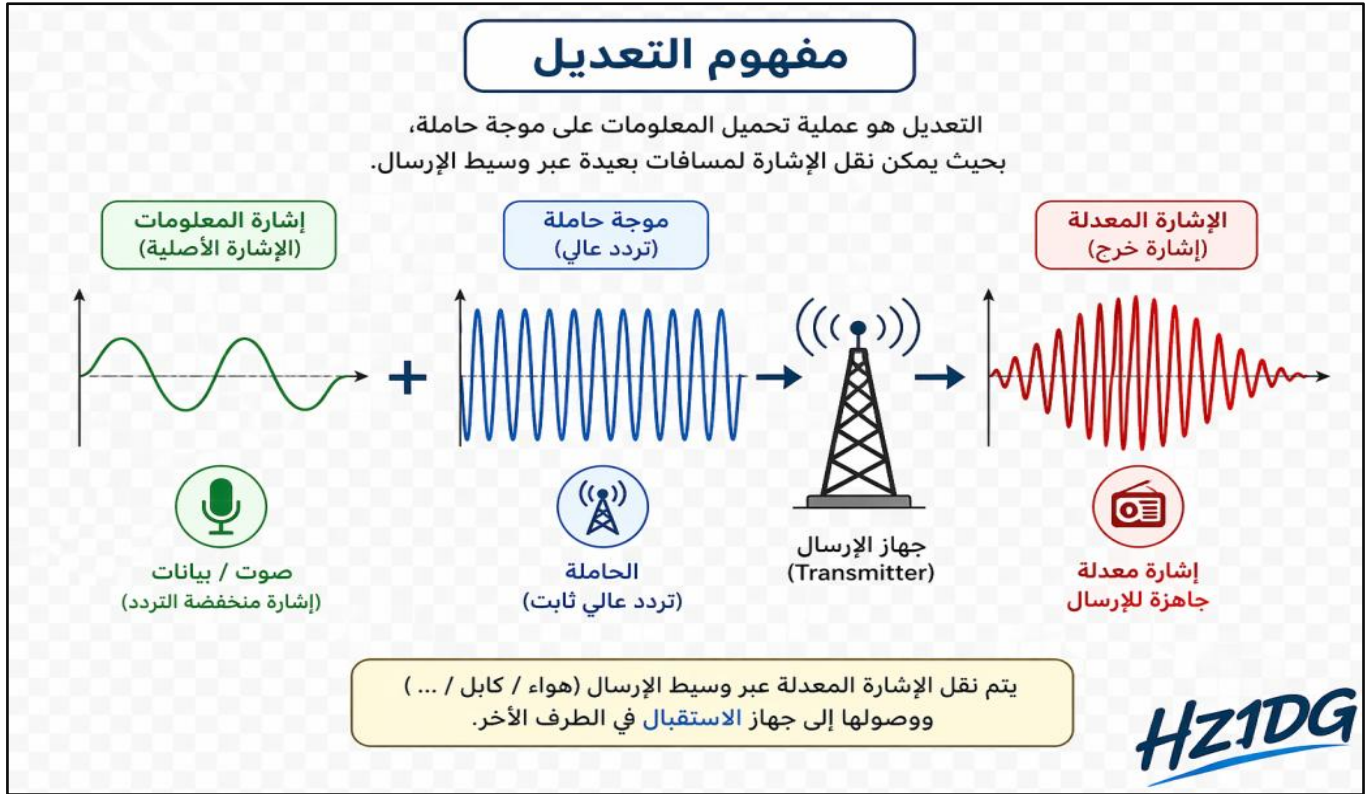 مفهوم التعديل
التعديل هو عملية تحميل المعلومات على موجة حاملة،
بحيث يمكن نقل الإشارة لمسافات بعيدة عبر وسيط الإرسال.
الإشارة المعدلة
(إشارة خرج)
موجة حاملة
(تردد عالي)
إشارة المعلومات
(الإشارة الأصلية)
إشارة معدلة
جاهزة للإرسال
جهاز الإرسال
(Transmitter)
الحاملة
(تردد عالي ثابت)
صوت / بيانات
(إشارة منخفضة التردد)
يتم نقل الإشارة المعدلة عبر وسيط الإرسال (هواء / كابل / ... )
ووصولها إلى جهاز الاستقبال في الطرف الأخر.
HZ1DG